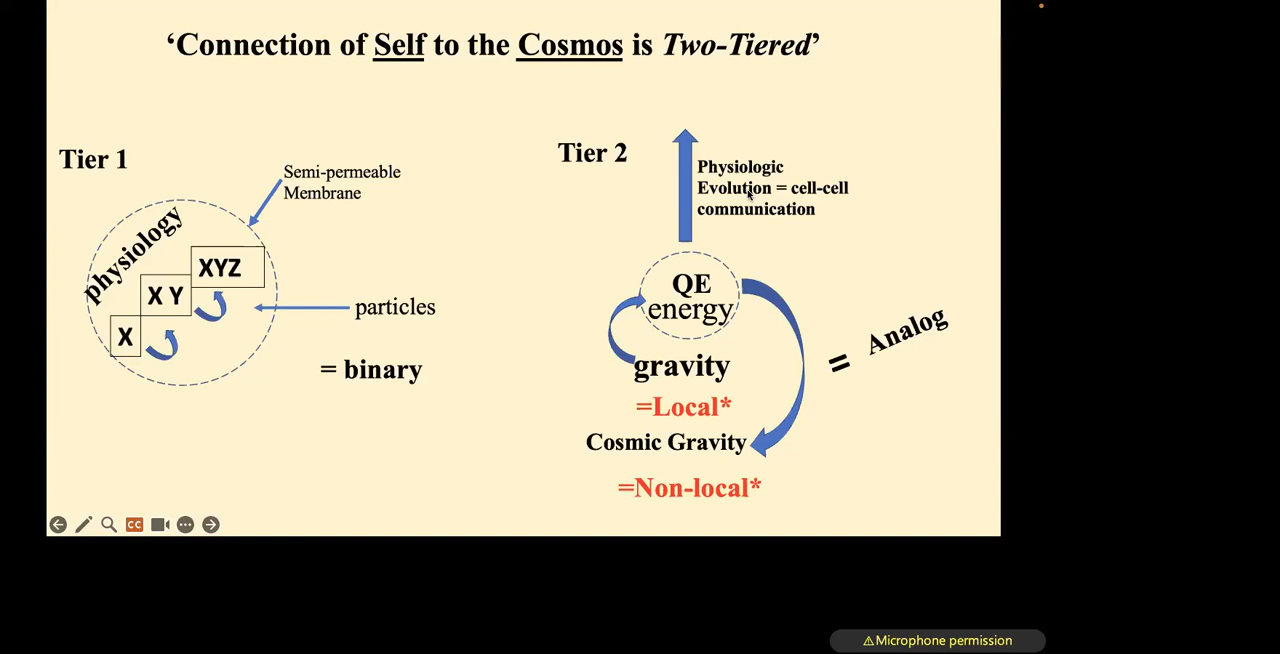 ‘Connection of Self to the Cosmos is Two-Tiered’
Tier 1
Semi-permeable
Membrane
physiology
XYZ
X Y
X
particles
= binary
Tier 2
Physiologic
Evolution = cell-cell
communication
QE
energy
gravity
=Local*
Cosmic Gravity
=Non-local*
= Analog
CC
⚠Microphone permission